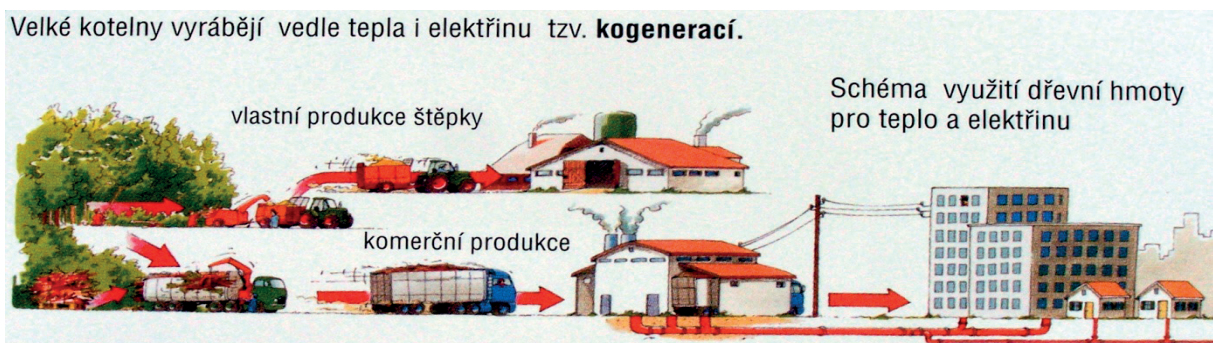 Velké kotelny vyrábějí vedle tepla i elektřinu tzv. kogenerací.
Schéma využití dřevní hmoty
pro teplo a elektřinu
vlastní produkce štěpky
komerční produkce